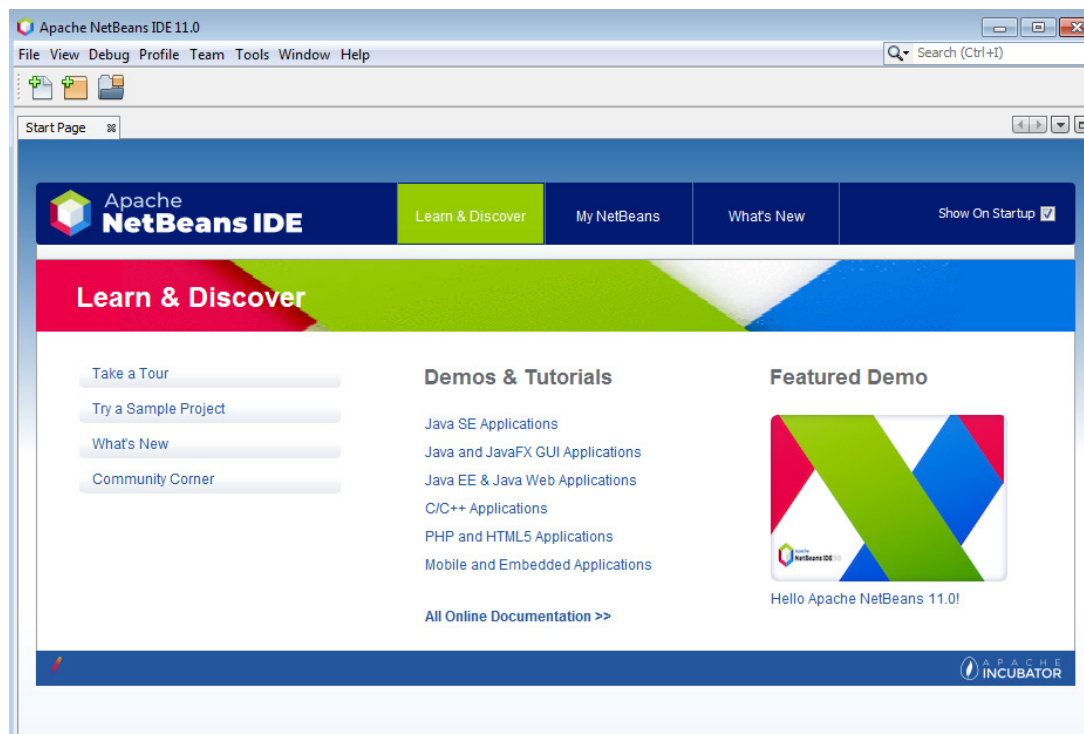 Apache NetBeans IDE 11.0
File View Debug Profile Team Tools Window Help
Search (Ctrl+I)
Start Page
Apache
NetBeans IDE
Learn & Discover
My NetBeans
What's New
Show On Startup
Learn & Discover
Take a Tour
Try a Sample Project
What's New
Community Corner
Demos & Tutorials
Java SE Applications
Java and JavaFX GUI Applications
Java EE & Java Web Applications
C/C++ Applications
PHP and HTML5 Applications
Mobile and Embedded Applications
All Online Documentation >>
Featured Demo
Apache
NetBeans IDE
Hello Apache NetBeans 11.0!
APACHE
INCUBATOR